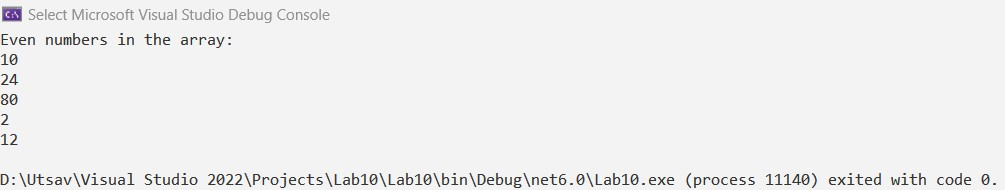 Select Microsoft Visual Studio Debug Console
Even numbers in the array:
10
24
80
2
12
D:\Utsav\Visual Studio 2022\Projects\Lab10\Lab10\bin\Debug\net6.0\Lab10.exe (process 11140) exited with code 0.